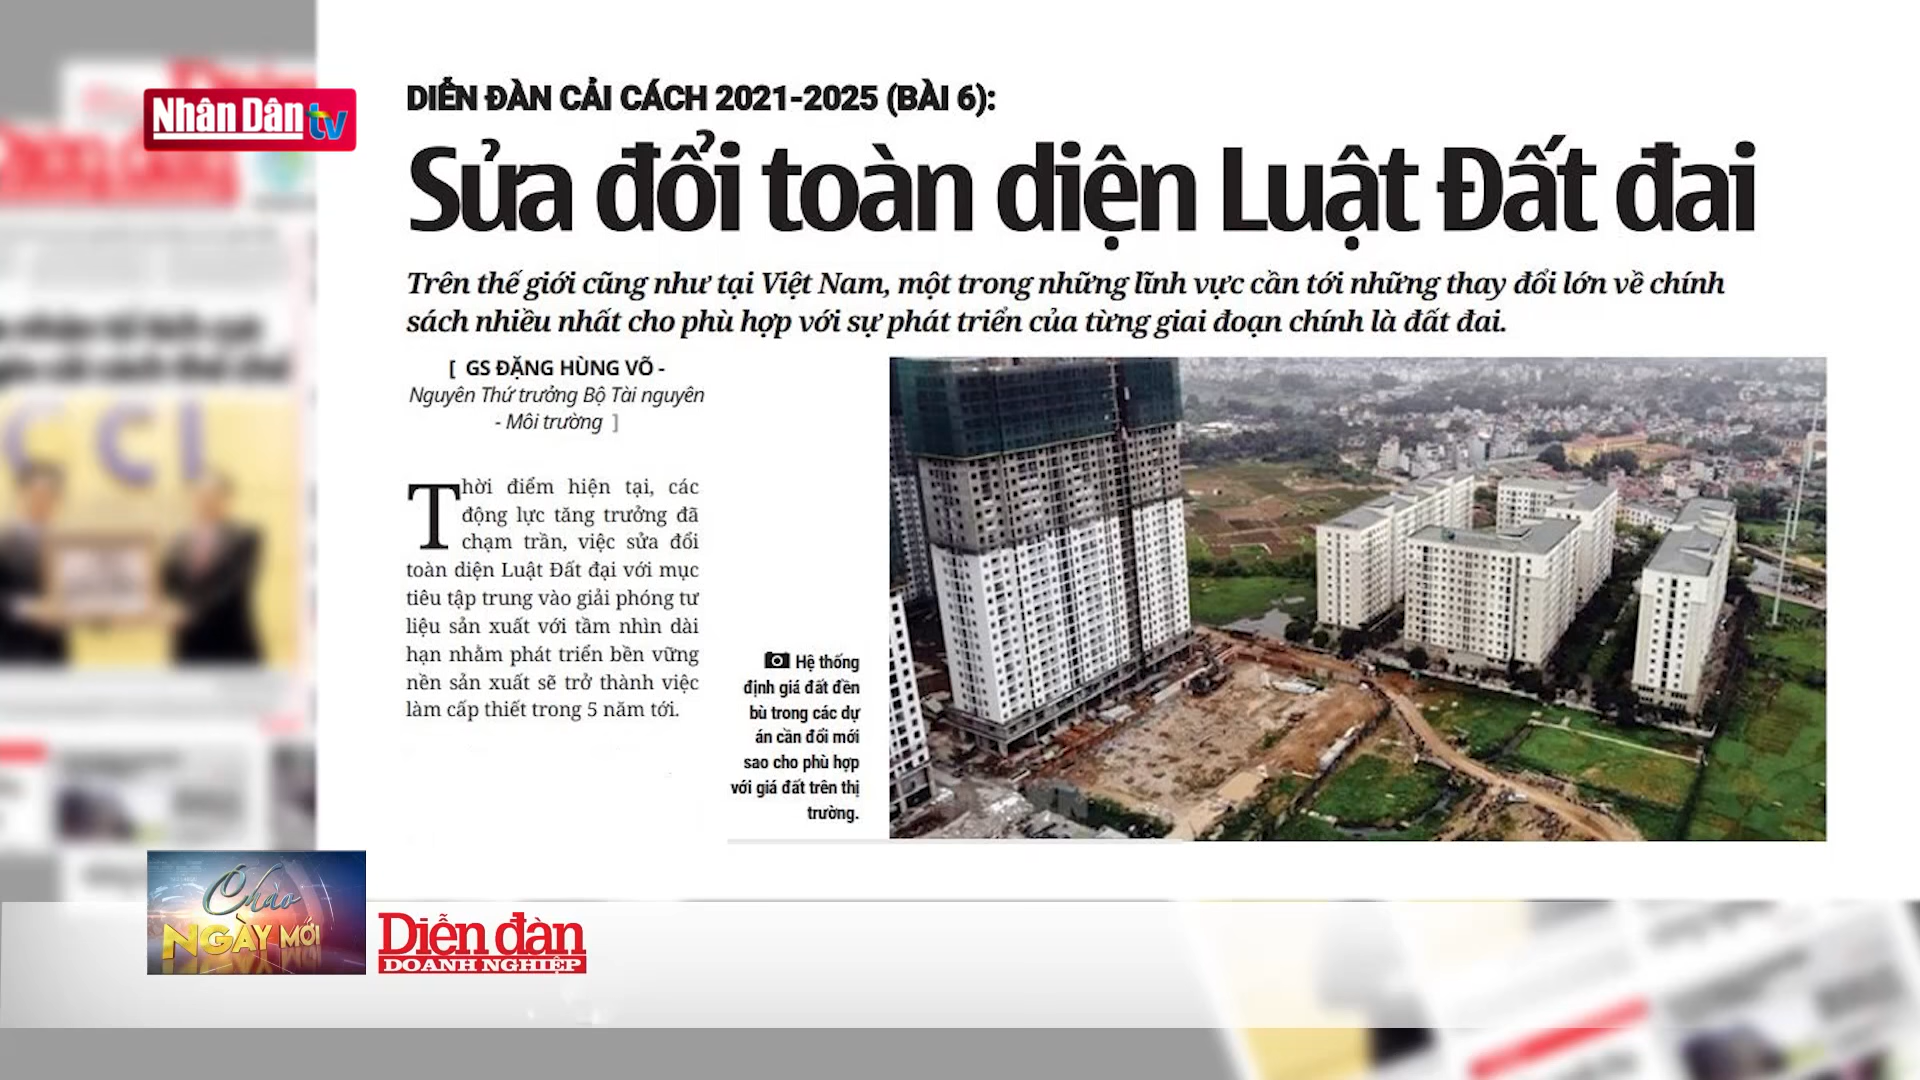 Nhân Dân tv
DIỄN ĐÀN CẢI CÁCH 2021-2025 (BÀI 6):
Sửa đổi toàn diện Luật Đất đai
Trên thế giới cũng như tại Việt Nam, một trong những lĩnh vực cần tới những thay đổi lớn về chính
sách nhiều nhất cho phù hợp với sự phát triển của từng giai đoạn chính là đất đai.
[ GS ĐẶNG HÙNG VÕ -
Nguyên Thứ trưởng Bộ Tài nguyên
- Môi trường ]
Thời điểm hiện tại, các
động lực tăng trưởng đã
chạm trần, việc sửa đổi
toàn diện Luật Đất đại với mục
tiêu tập trung vào giải phóng tư
liệu sản xuất với tầm nhìn dài
hạn nhằm phát triển bền vững
nền sản xuất sẽ trở thành việc
làm cấp thiết trong 5 năm tới.
Hệ thống
định giá đất đền
bù trong các dự
án cần đổi mới
sao cho phù hợp
với giá đất trên thị
trường.
Chào
NGÀY MỚI
Diễn đàn
DOANH NGHIỆP